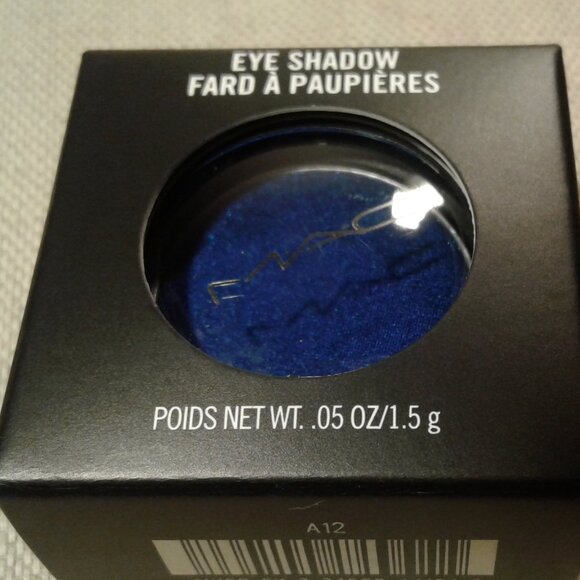 EYE SHADOW
FARD À PAUPIÈRES
MAC
POIDS NET WT. .05 OZ/1.5 g
A12